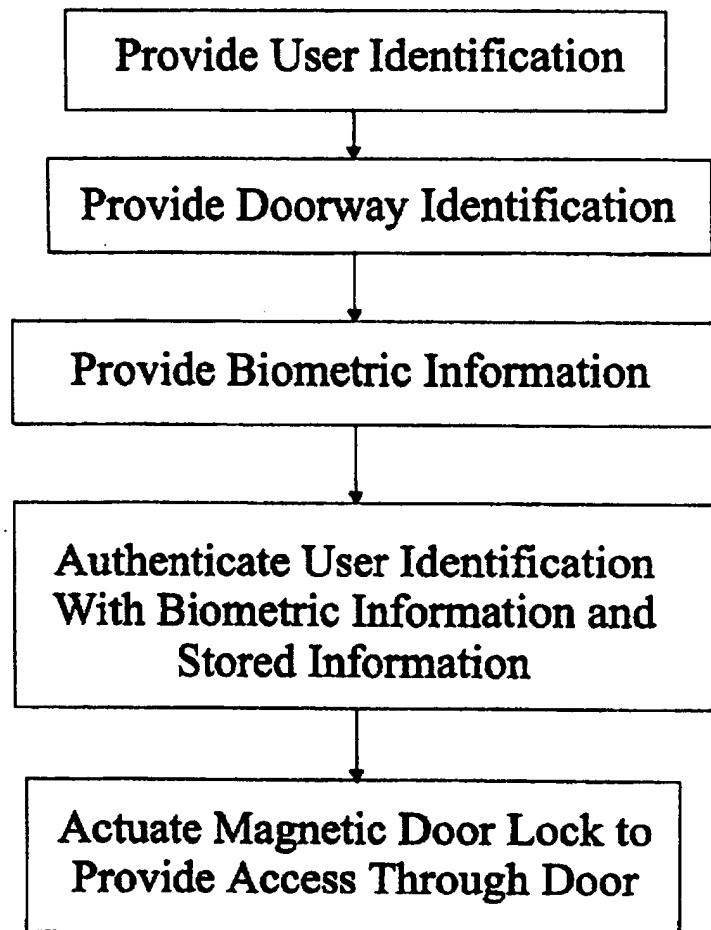 Provide User Identification
Provide Doorway Identification
Provide Biometric Information
Authenticate User Identification
With Biometric Information and
Stored Information
Actuate Magnetic Door Lock to
Provide Access Through Door